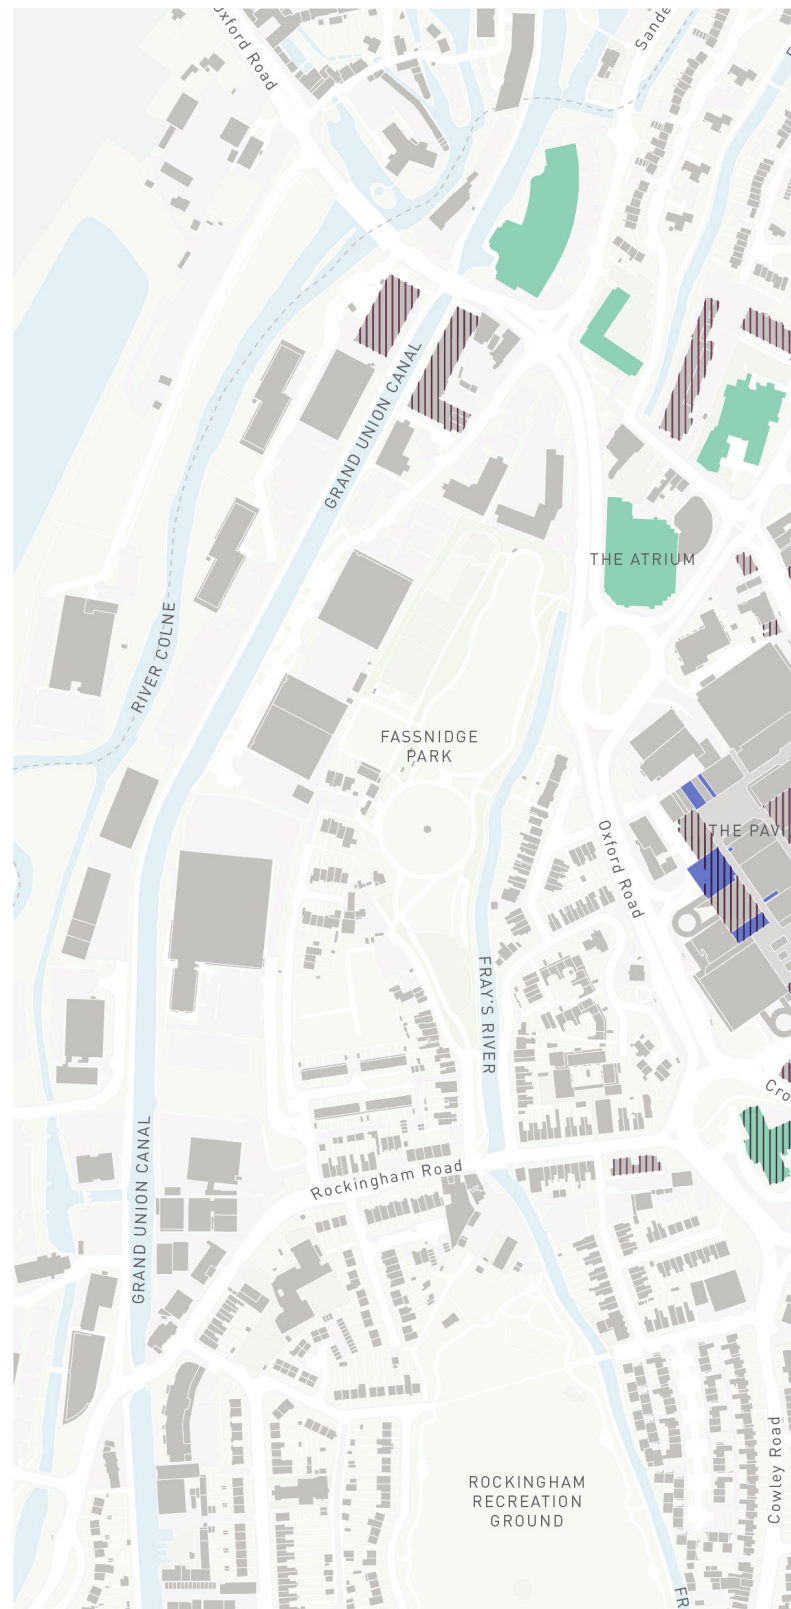 Oxford Road
Sande
GRAND UNION CANAL
THE ATRIUM
RIVER COLNE
FASSNIDGE
PARK
THE PAVI
Oxford Road
FRAY'S RIVER
Cro
GRAND UNION CANAL
Rockingham Road
Cowley Road
ROCKINGHAM
RECREATION
GROUND
FR